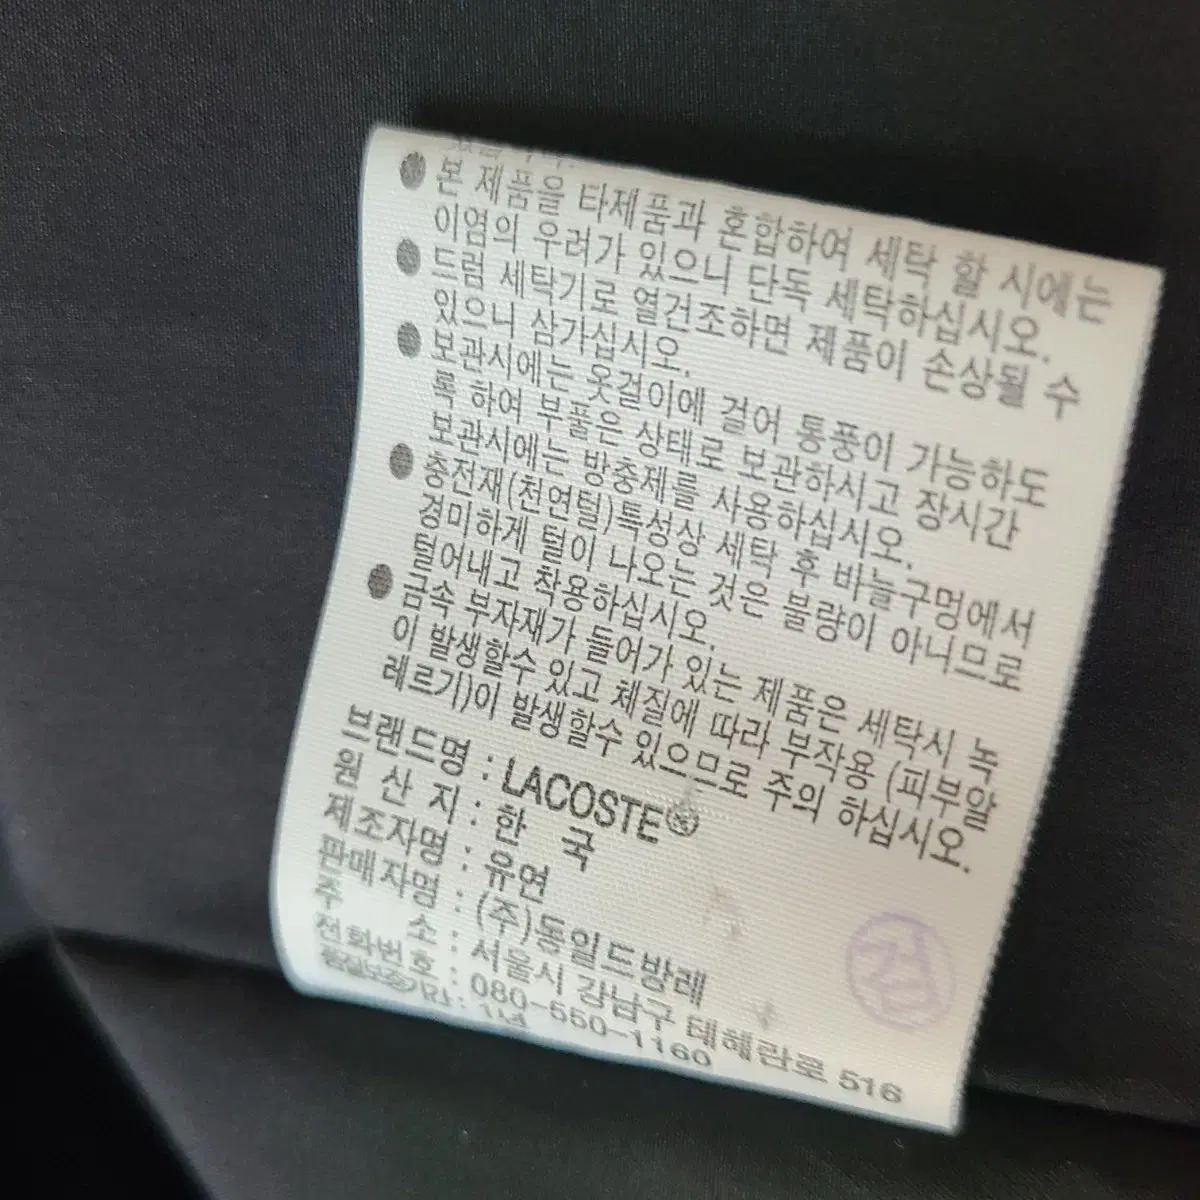 ● 본 제품을 타제품과 혼합하여 세탁 할 시에는
이염의 우려가 있으니 단독 세탁하십시오.
● 드럼 세탁기로 열건조하면 제품이 손상될 수
있으니 삼가십시오.
● 보관시에는 옷걸이에 걸어 통풍이 가능하도
록 하여 부풀은 상태로 보관하시고 장시간
보관시에는 방충제를 사용하십시오.
● 충전재(천연털)특성상 세탁 후 바늘구멍에서
경미하게 털이 나오는 것은 불량이 아니므로
털어내고 착용하십시오.
● 금속 부자재가 들어가 있는 제품은 세탁시 녹
이 발생할수 있고 체질에 따라 부작용 (피부알
레르기)이 발생할수 있으므로 주의 하십시오.
브랜드명 : LACOSTE
원 산 지 : 한 국
제조자명 : 유연
판매자명 : (주)동일드방레
주 소 : 서울시 강남구 테헤란로 516
전화번호 : 080-550-1160
품질보증기간 : 1년
검